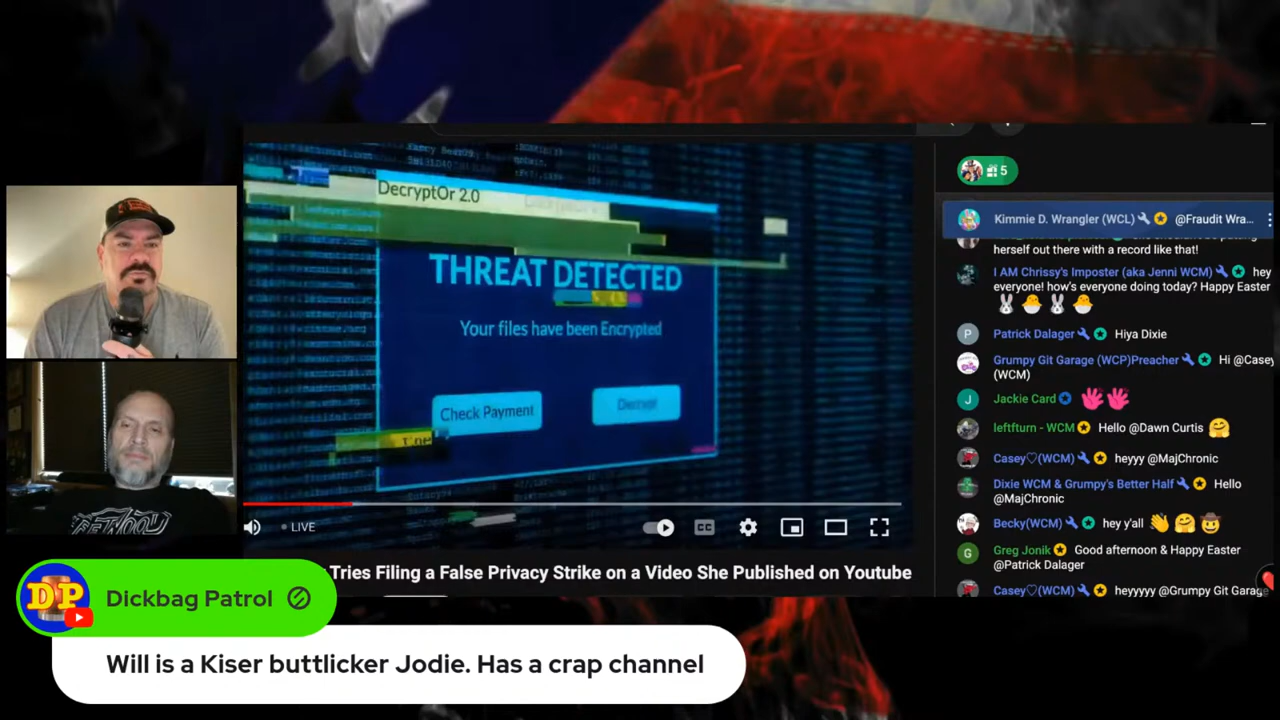 DecryptOr 2.0
THREAT DETECTED
Your files have been Encrypted
Check Payment
Decrypt
LIVE
CC
Tries Filing a False Privacy Strike on a Video She Published on Youtube
5
Kimmie D. Wrangler (WCL) @Fraudit Wra...
herself out there with a record like that!
I AM Chrissy's Imposter (aka Jenni WCM) hey
everyone! how's everyone doing today? Happy Easter
P
Patrick Dalager Hiya Dixie
Grumpy Git Garage (WCP)Preacher Hi @Casey
(WCM)
J
Jackie Card
leftfturn - WCM Hello @Dawn Curtis
Casey♡(WCM) heyyy @MajChronic
Dixie WCM & Grumpy's Better Half Hello
@MajChronic
Becky(WCM) hey y'all
G
Greg Jonik Good afternoon & Happy Easter
@Patrick Dalager
Casey♡(WCM) heyyyyy @Grumpy Git Garage
DP
Dickbag Patrol
Will is a Kiser buttlicker Jodie. Has a crap channel